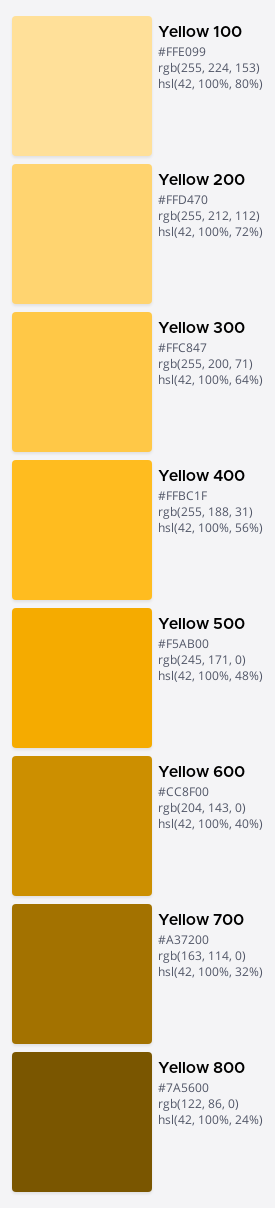 Yellow 100
#FFE099
rgb(255, 224, 153)
hsl(42, 100%, 80%)
Yellow 200
#FFD470
rgb(255, 212, 112)
hsl(42, 100%, 72%)
Yellow 300
#FFC847
rgb(255, 200, 71)
hsl(42, 100%, 64%)
Yellow 400
#FFBC1F
rgb(255, 188, 31)
hsl(42, 100%, 56%)
Yellow 500
#F5AB00
rgb(245, 171, 0)
hsl(42, 100%, 48%)
Yellow 600
#CC8F00
rgb(204, 143, 0)
hsl(42, 100%, 40%)
Yellow 700
#A37200
rgb(163, 114, 0)
hsl(42, 100%, 32%)
Yellow 800
#7A5600
rgb(122, 86, 0)
hsl(42, 100%, 24%)